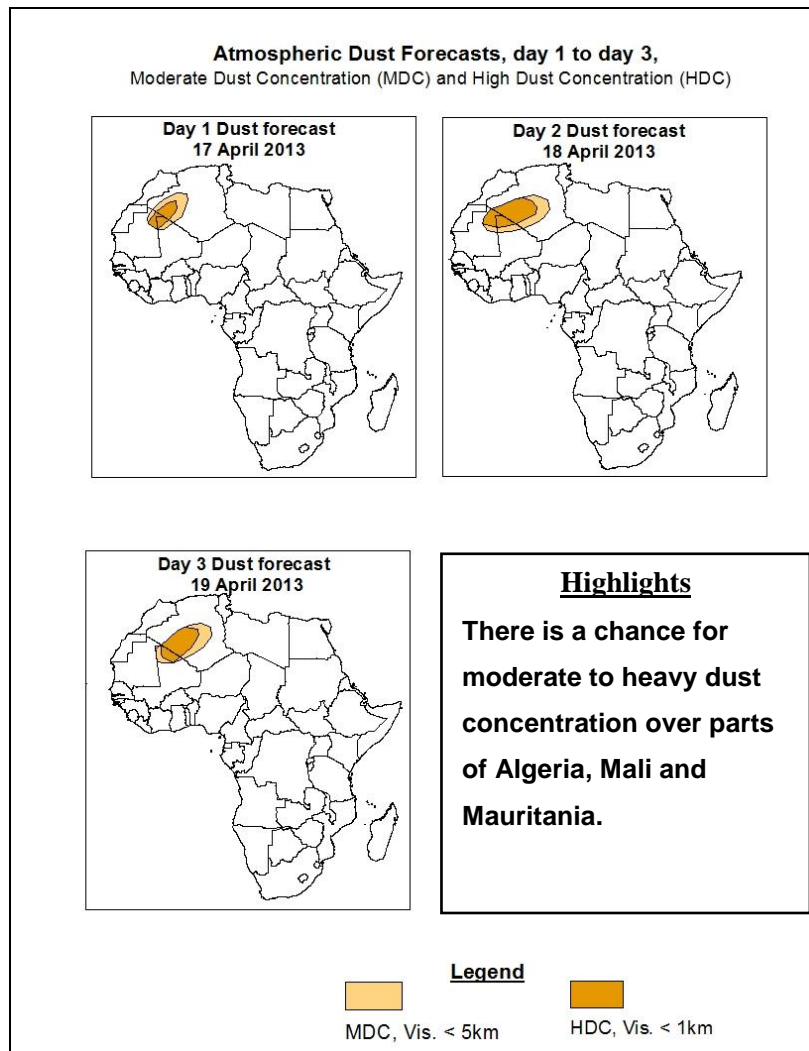 Atmospheric Dust Forecasts, day 1 to day 3,
Moderate Dust Concentration (MDC) and High Dust Concentration (HDC)
Day 1 Dust forecast
17 April 2013
Day 2 Dust forecast
18 April 2013
Day 3 Dust forecast
19 April 2013
Highlights
There is a chance for
moderate to heavy dust
concentration over parts
of Algeria, Mali and
Mauritania.
Legend
MDC, Vis. < 5km
HDC, Vis. < 1km